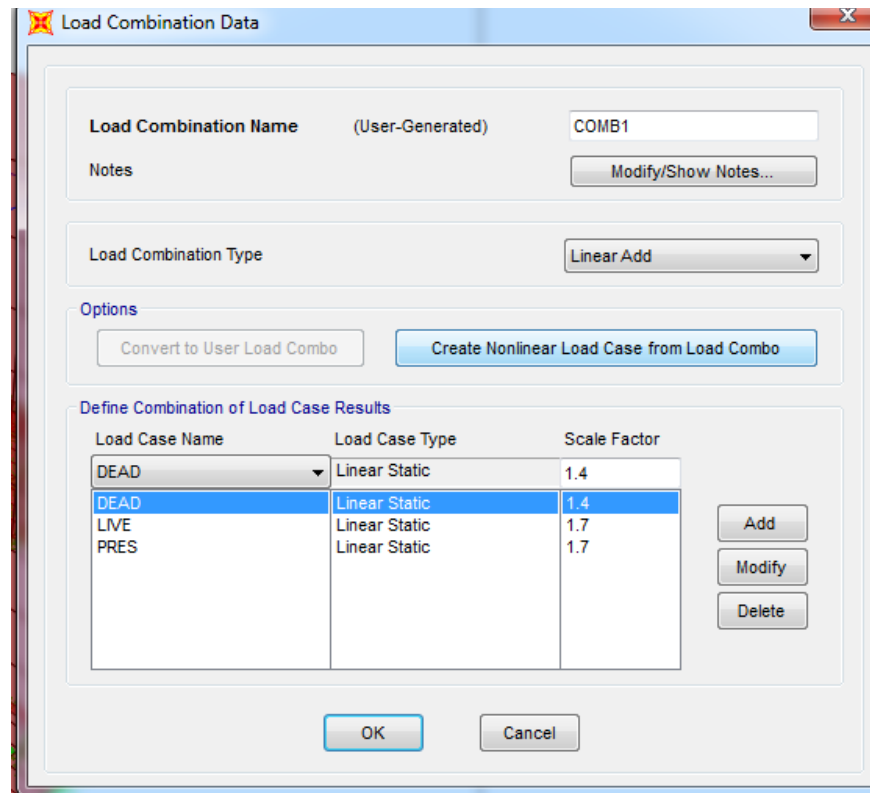 Load Combination Data
Load Combination Name (User-Generated) COMB1
Notes Modify/Show Notes...
Load Combination Type Linear Add
Options
Convert to User Load Combo Create Nonlinear Load Case from Load Combo
Define Combination of Load Case Results
Load Case Name Load Case Type Scale Factor
DEAD Linear Static 1.4
DEAD Linear Static 1.4
LIVE Linear Static 1.7
PRES Linear Static 1.7
Add
Modify
Delete
OK Cancel